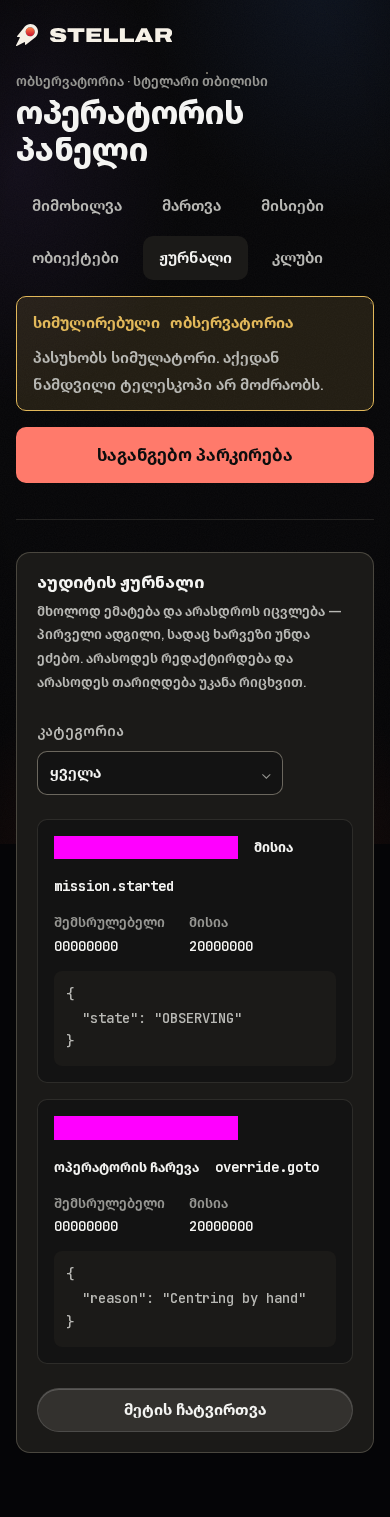 STELLAR
ობსერვატორია · სტელარი თბილისი
ოპერატორის
პანელი
მიმოხილვა მართვა მისიები
ობიექტები ჟურნალი კლუბი
სიმულირებული ობსერვატორია
პასუხობს სიმულატორი. აქედან
ნამდვილი ტელესკოპი არ მოძრაობს.
საგანგებო პარკირება
აუდიტის ჟურნალი
მხოლოდ ემატება და არასდროს იცვლება —
პირველი ადგილი, სადაც ხარვეზი უნდა
ეძებო. არასოდეს რედაქტირდება და
არასოდეს თარიღდება უკანა რიცხვით.
კატეგორია
ყველა
მისია
mission.started
შემსრულებელი მისია
00000000 20000000
{
"state": "OBSERVING"
}
ოპერატორის ჩარევა override.goto
შემსრულებელი მისია
00000000 20000000
{
"reason": "Centring by hand"
}
მეტის ჩატვირთვა